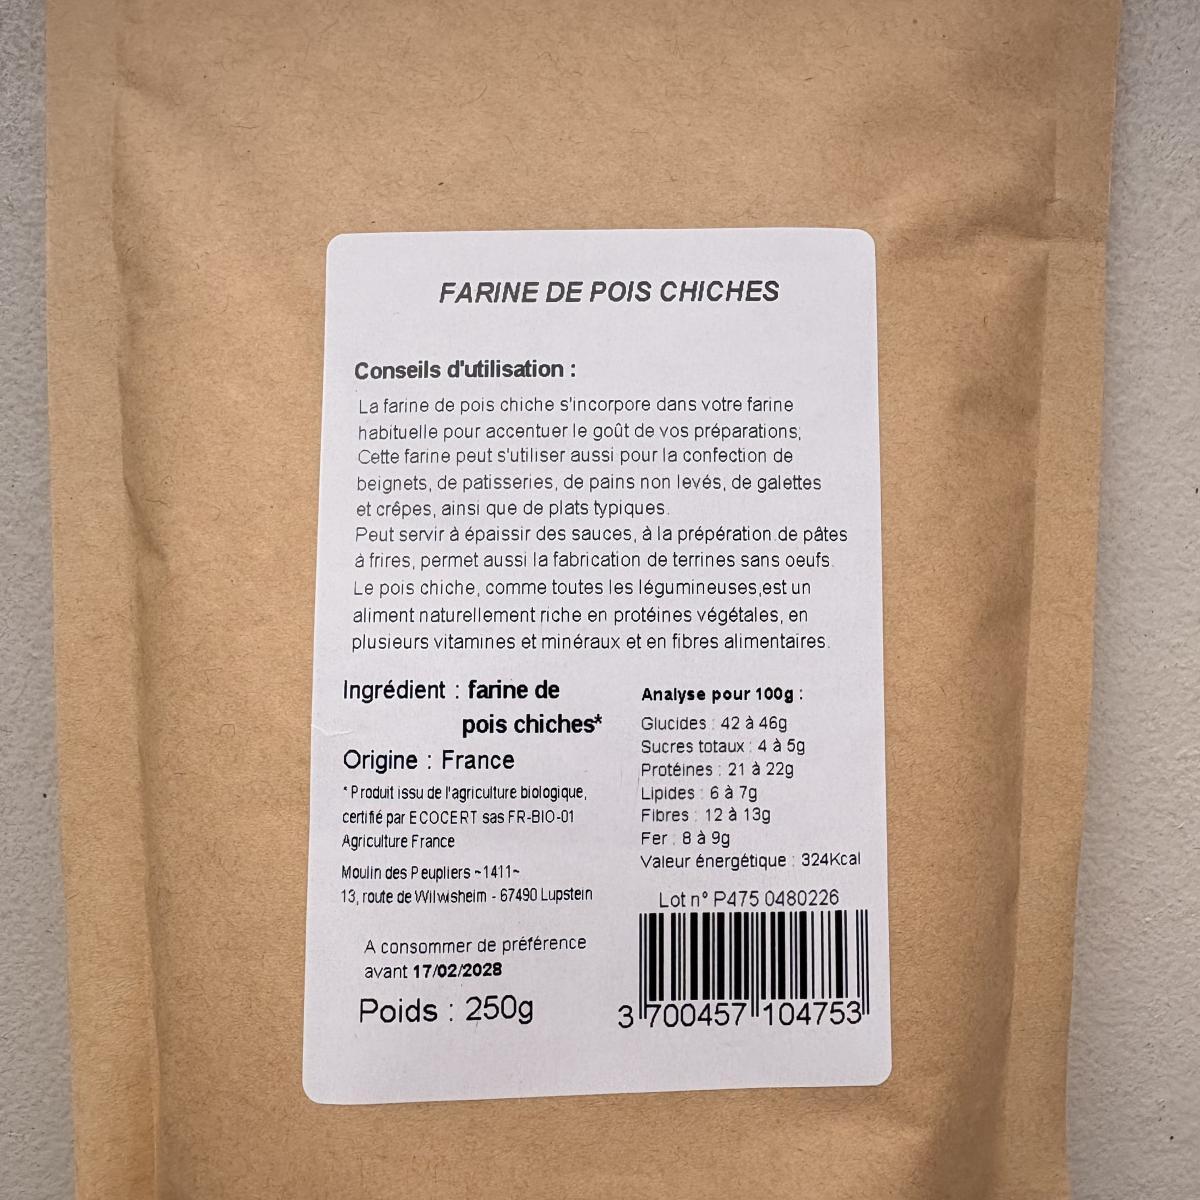 FARINE DE POIS CHICHES
Conseils d'utilisation :
La farine de pois chiche s'incorpore dans votre farine
habituelle pour accentuer le goût de vos préparations;
Cette farine peut s'utiliser aussi pour la confection de
beignets, de patisseries, de pains non levés, de galettes
et crêpes, ainsi que de plats typiques.
Peut servir à épaissir des sauces, à la prépération.de pâtes
à frires, permet aussi la fabrication de terrines sans oeufs.
Le pois chiche, comme toutes les légumineuses,est un
aliment naturellement riche en protéines végétales, en
plusieurs vitamines et minéraux et en fibres alimentaires.
Ingrédient : farine de
pois chiches*
Origine : France
* Produit issu de l'agriculture biologique,
certifié par ECOCERT sas FR-BIO-01
Agriculture France
Moulin des Peupliers ~1411~
13, route de Wilwisheim - 67490 Lupstein
A consommer de préférence
avant 17/02/2028
Poids : 250g
Analyse pour 100g :
Glucides : 42 à 46g
Sucres totaux : 4 à 5g
Protéines : 21 à 22g
Lipides : 6 à 7g
Fibres : 12 à 13g
Fer : 8 à 9g
Valeur énergétique : 324Kcal
Lot n° P475 0480226
3 700457 104753